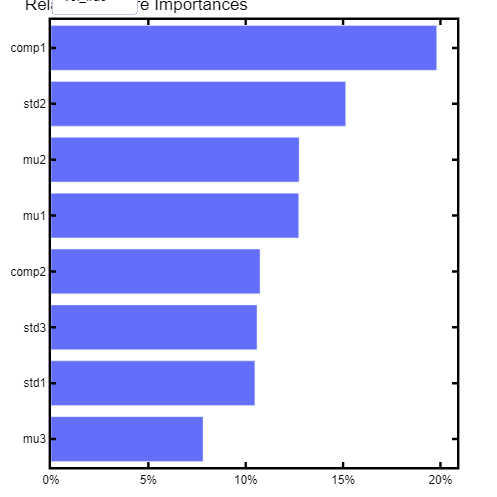 Rela re Importances
comp1
std2
mu2
mu1
comp2
std3
std1
mu3
0% 5% 10% 15% 20%